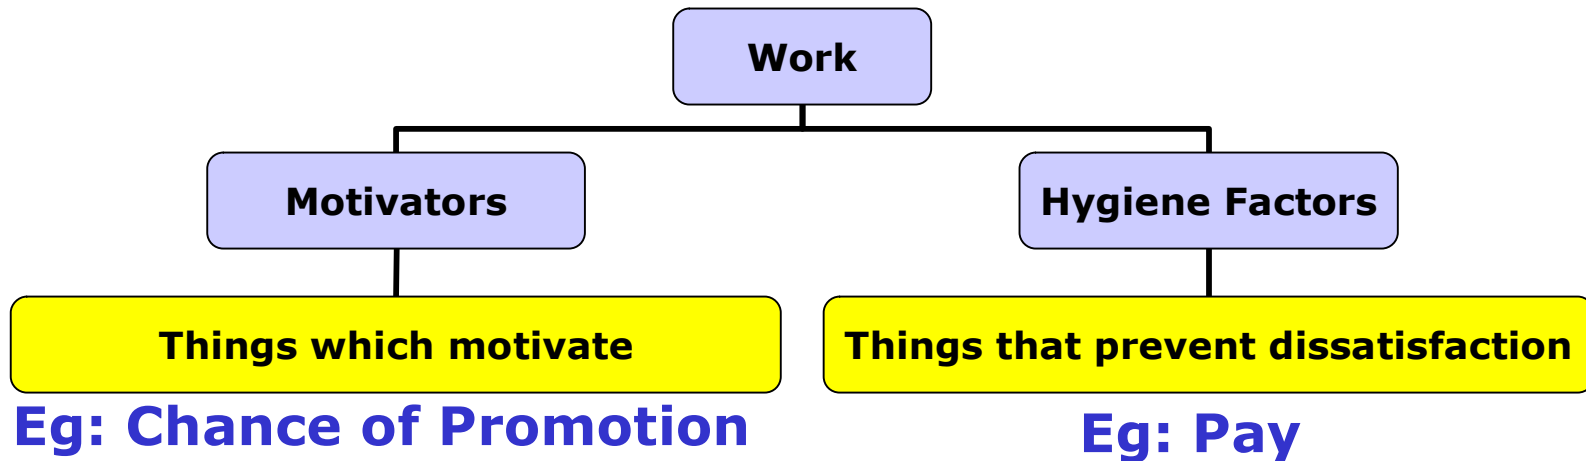 Work
Motivators
Hygiene Factors
Things which motivate
Things that prevent dissatisfaction
Eg: Chance of Promotion
Eg: Pay